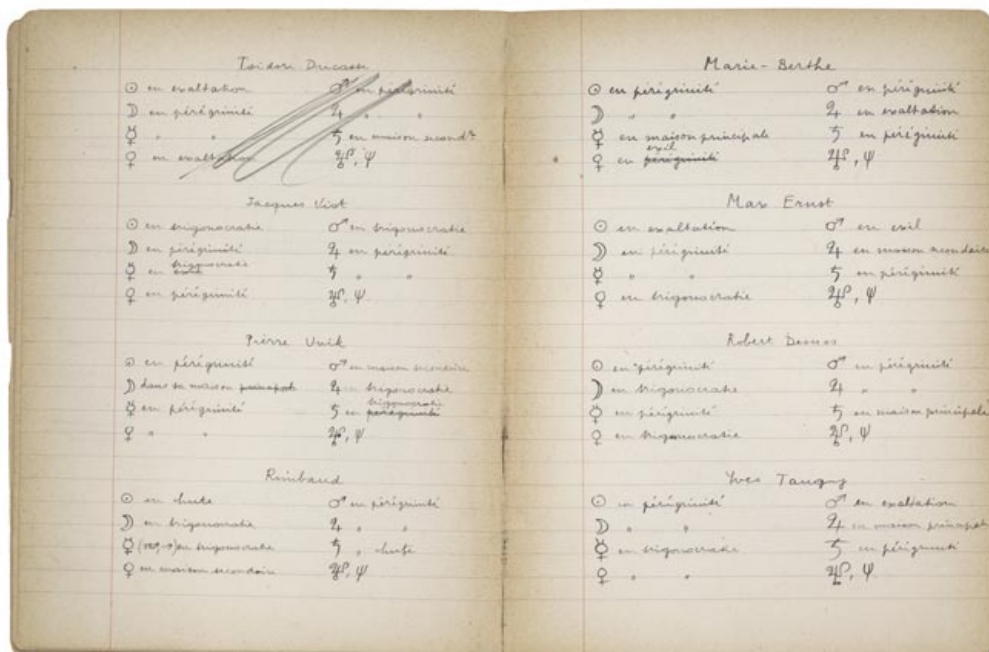 Isidore Ducasse
☉ en exaltation ♂ en pérégrinité
☽ en pérégrinité ♃ " "
☿ " " ♄ en maison secondre
♀ en exaltation ♅, ♆
Jacques Viot
☉ en trigonocratie ♂ en trigonocratie
☽ en pérégrinité ♃ en pérégrinité
trigonocratie
☿ en exil ♄ " "
♀ en pérégrinité ♅, ♆
Pierre Unik
☉ en pérégrinité ♂ en maison secondaire
☽ dans sa maison ♃ en trigonocratie
trigonocratie
☿ en pérégrinité ♄ en pérégrinité
♀ " " ♅, ♆
Rimbaud
☉ en chute ♂ en pérégrinité
☽ en trigonocratie ♃ " "
☿ en trigonocratie ♄ " chute
♀ en maison secondaire ♅, ♆
Marie-Berthe
☉ en pérégrinité ♂ en pérégrinité
☽ " " ♃ en exaltation
☿ en maison principale ♄ en pérégrinité
exil
♀ en pérégrinité ♅, ♆
Max Ernst
☉ en exaltation ♂ en exil
☽ en pérégrinité ♃ en maison secondaire
☿ " " ♄ en pérégrinité
♀ en trigonocratie ♅, ♆
Robert Desnos
☉ en pérégrinité ♂ en pérégrinité
☽ en trigonocratie ♃ " "
☿ en pérégrinité ♄ en maison principale
♀ en trigonocratie ♅, ♆
Yves Tanguy
☉ en pérégrinité ♂ en exaltation
☽ " " ♃ en maison principale
☿ en trigonocratie ♄ en pérégrinité
♀ " " ♅, ♆